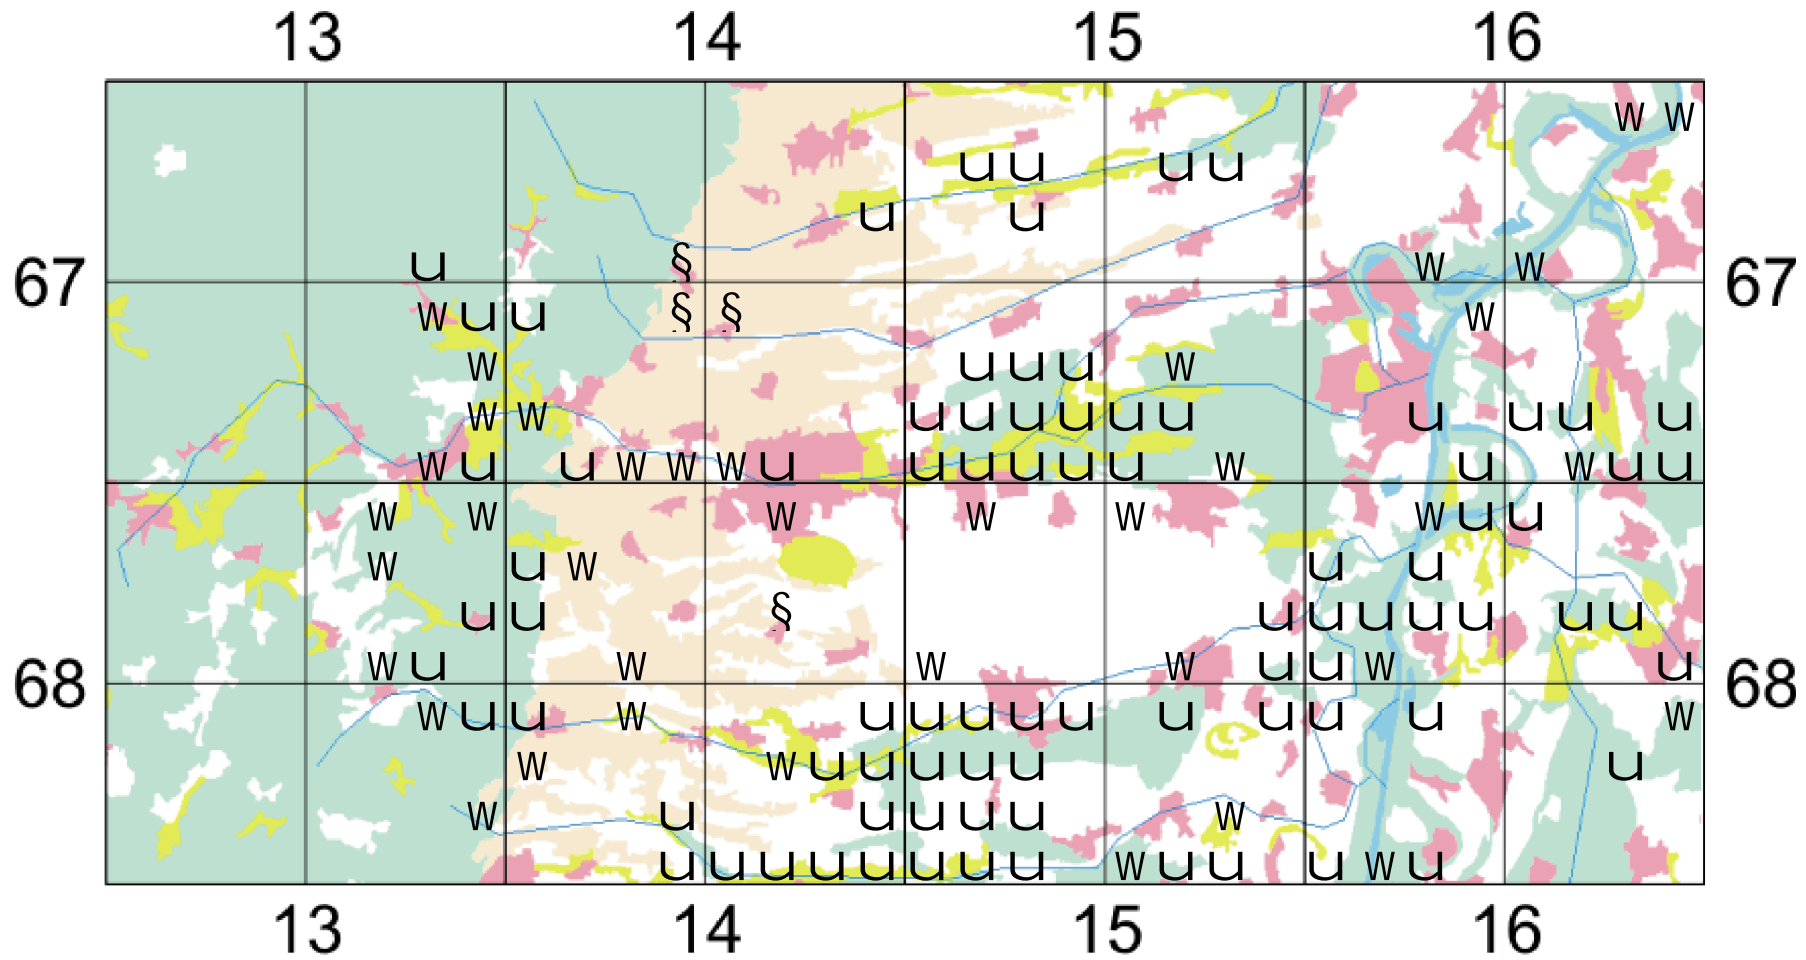 13 14 15 16
w w
u u u u
u u
67 u § w w 67
w u u § § w
w u u u w
w w u u u u u u u u u u
w u u w w w u u u u u u w u w u u
w w w w w w u u
w u w u u
u u § u u u u u u u
w u w w w u u w u
68 68
w u u w u u u u u u u u u w
w w u u u u u u
w u u u u u w
u u u u u u u u w u u u w u
13 14 15 16